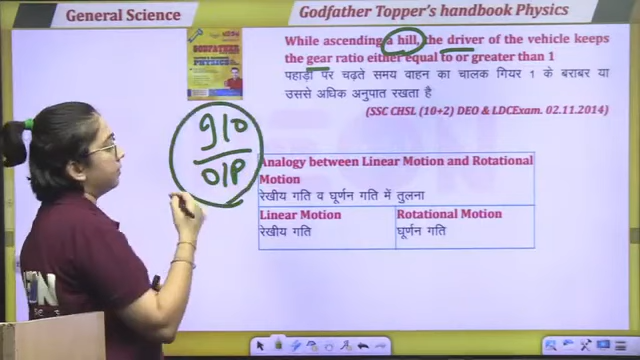 General Science
Godfather Topper's handbook Physics
While ascending a hill, the driver of the vehicle keeps
the gear ratio either equal to or greater than 1
पहाड़ी पर चढ़ते समय वाहन का चालक गियर 1 के बराबर या
उससे अधिक अनुपात रखता है
(SSC CHSL (10+2) DEO & LDC Exam. 02.11.2014)
GODFATHER
Analogy between Linear Motion and Rotational
Motion
रेखीय गति व घूर्णन गति में तुलना
Linear Motion
रेखीय गति
Rotational Motion
घूर्णन गति